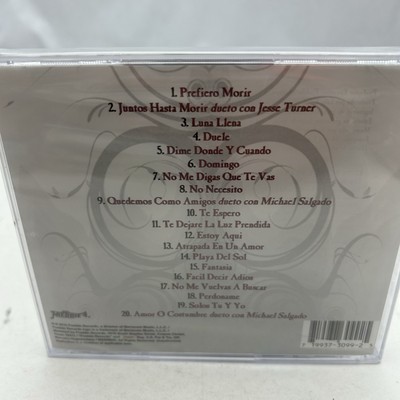 1. Prefiero Morir
2. Juntos Hasta Morir dueto con Jesse Turner
3. Luna Llena
4. Duele
5. Dime Donde Y Cuando
6. Domingo
7. No Me Digas Que Te Vas
8. No Necesito
9. Quedemos Como Amigos dueto con Michael Salgado
10. Te Espero
11. Te Dejare La Luz Prendida
12. Estoy Aqui
13. Atrapada En Un Amor
14. Playa Del Sol
15. Fantasia
16. Facil Decir Adios
17. No Me Vuelvas A Buscar
18. Perdoname
19. Solos Tu Y Yo
20. Amor O Costumbre dueto con Michael Salgado